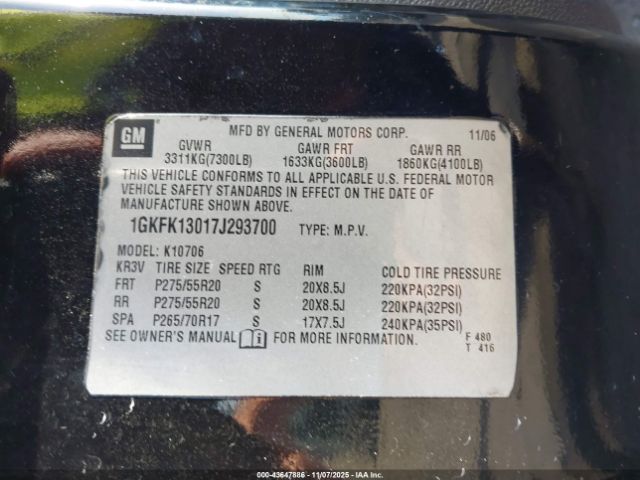 GM
MFD BY GENERAL MOTORS CORP. 11/06
GVWR GAWR FRT GAWR RR
3311KG(7300LB) 1633KG(3600LB) 1860KG(4100LB)
THIS VEHICLE CONFORMS TO ALL APPLICABLE U.S. FEDERAL MOTOR
VEHICLE SAFETY STANDARDS IN EFFECT ON THE DATE OF
MANUFACTURE SHOWN ABOVE.
1GKFK13017J293700 TYPE: M.P.V.
MODEL: K10706
KR3V TIRE SIZE SPEED RTG RIM COLD TIRE PRESSURE
FRT P275/55R20 S 20X8.5J 220KPA(32PSI)
RR P275/55R20 S 20X8.5J 220KPA(32PSI)
SPA P265/70R17 S 17X7.5J 240KPA(35PSI)
SEE OWNER'S MANUAL FOR MORE INFORMATION. F 480
T 416
000-43647886 - 11/07/2025 - IAAI.COM